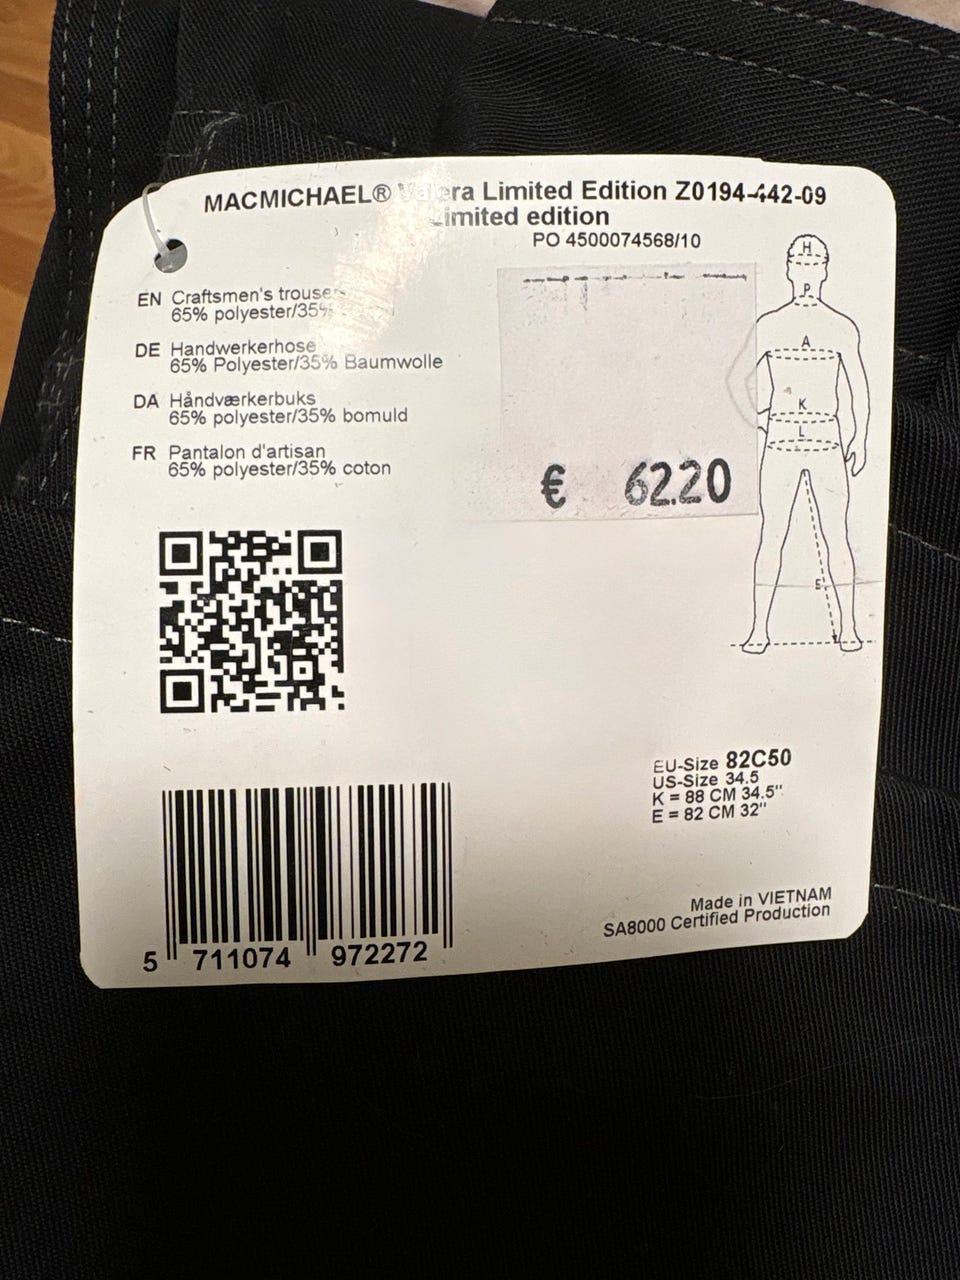 MACMICHAEL® Valera Limited Edition Z0194-442-09
Limited edition
PO 4500074568/10
EN Craftsmen's trousers
65% polyester/35%
DE Handwerkerhose
65% Polyester/35% Baumwolle
DA Håndværkerbuks
65% polyester/35% bomuld
FR Pantalon d'artisan
65% polyester/35% coton
€ 62.20
H
P
A
K
L
E
EU-Size 82C50
US-Size 34.5
K = 88 CM 34.5"
E = 82 CM 32"
Made in VIETNAM
SA8000 Certified Production
5 711074 972272